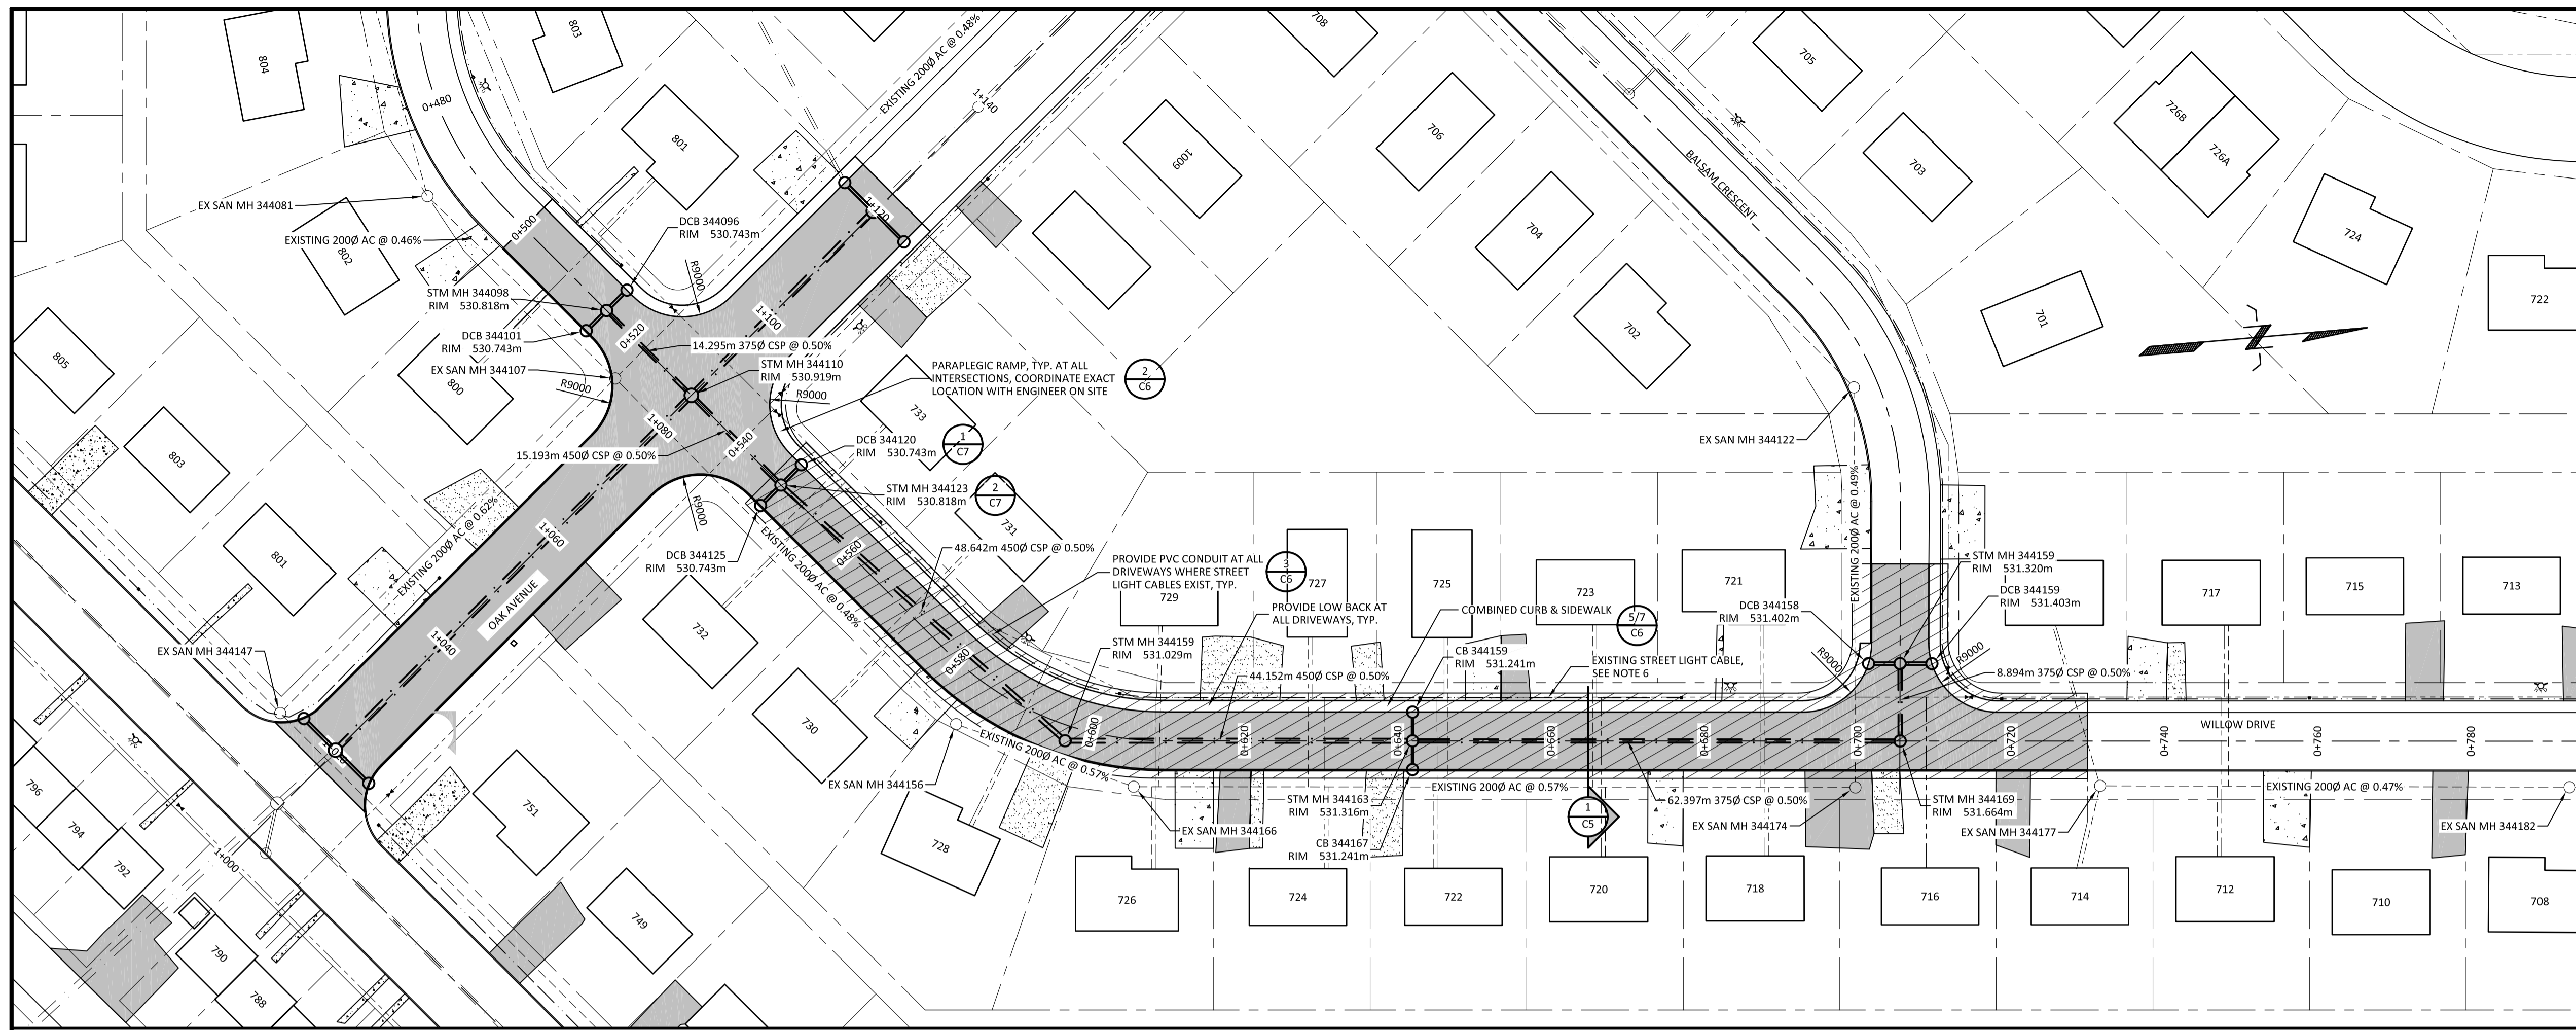 804
803
708
705
EXISTING 200Ø AC @ 0.48%
1+140
0+480
801
706
1009
726B
726A
703
BALSAM CRESCENT
EX SAN MH 344081
0+500
1+120
704
724
722
EXISTING 200Ø AC @ 0.46%
802
DCB 344096
RIM 530.743m
R9000
STM MH 344098
RIM 530.818m
DCB 344101
RIM 530.743m
0+520
1+100
14.295m 375Ø CSP @ 0.50%
805
800
EX SAN MH 344107
R9000
STM MH 344110
RIM 530.919m
R9000
702
701
PARAPLEGIC RAMP, TYP. AT ALL
INTERSECTIONS, COORDINATE EXACT
LOCATION WITH ENGINEER ON SITE
2
C6
733
1
C7
1+080
0+540
15.193m 450Ø CSP @ 0.50%
803
DCB 344120
RIM 530.743m
EX SAN MH 344122
STM MH 344123
RIM 530.818m
2
C7
731
R9000
EXISTING 200Ø AC @ 0.49%
EXISTING 200Ø AC @ 0.62%
1+060
801
DCB 344125
RIM 530.743m
EXISTING 200Ø AC @ 0.48%
0+560
48.642m 450Ø CSP @ 0.50%
PROVIDE PVC CONDUIT AT ALL
DRIVEWAYS WHERE STREET
LIGHT CABLES EXIST, TYP.
729
3
C6
727
725
723
721
717
715
713
STM MH 344159
RIM 531.320m
DCB 344159
RIM 531.403m
DCB 344158
RIM 531.402m
OAK AVENUE
1+040
732
PROVIDE LOW BACK AT
ALL DRIVEWAYS, TYP.
COMBINED CURB & SIDEWALK
5/7
C6
EX SAN MH 344147
0+580
STM MH 344159
RIM 531.029m
CB 344159
RIM 531.241m
EXISTING STREET LIGHT CABLE,
SEE NOTE 6
44.152m 450Ø CSP @ 0.50%
R9000
R9000
8.894m 375Ø CSP @ 0.50%
730
0+600
0+620
0+640
0+660
0+680
0+700
0+720
0+740
WILLOW DRIVE
0+760
0+780
EXISTING 200Ø AC @ 0.57%
EX SAN MH 344156
EXISTING 200Ø AC @ 0.57%
EXISTING 200Ø AC @ 0.47%
796
794
792
751
STM MH 344163
RIM 531.316m
62.397m 375Ø CSP @ 0.50%
STM MH 344169
RIM 531.664m
1
C5
EX SAN MH 344166
EX SAN MH 344174
EX SAN MH 344177
EX SAN MH 344182
CB 344167
RIM 531.241m
728
1+000
726
724
722
720
718
716
714
712
710
708
749
790
788